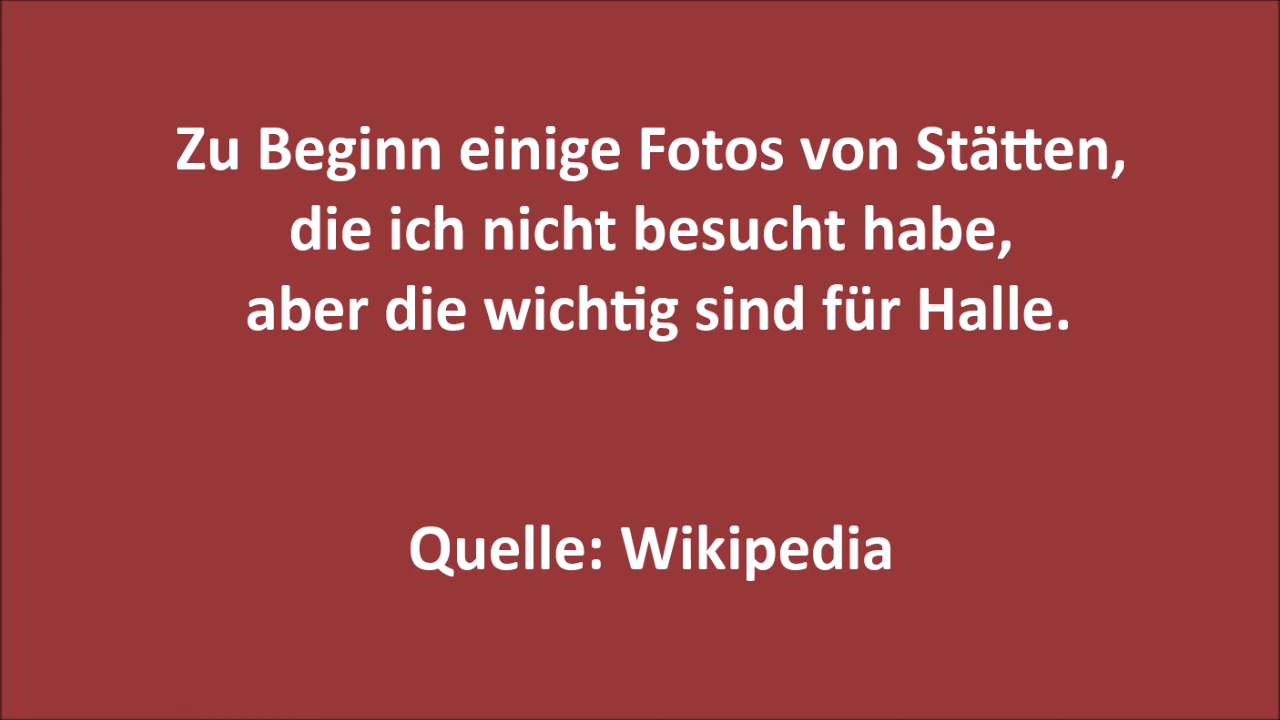 Zu Beginn einige Fotos von Stätten,
die ich nicht besucht habe,
aber die wichtig sind für Halle.
Quelle: Wikipedia